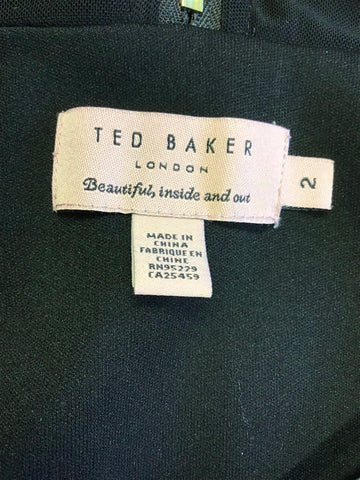 TED BAKER
LONDON
Beautiful, inside and out
2
MADE IN
CHINA
FABRIQUE EN
CHINE
RN95229
CA25459